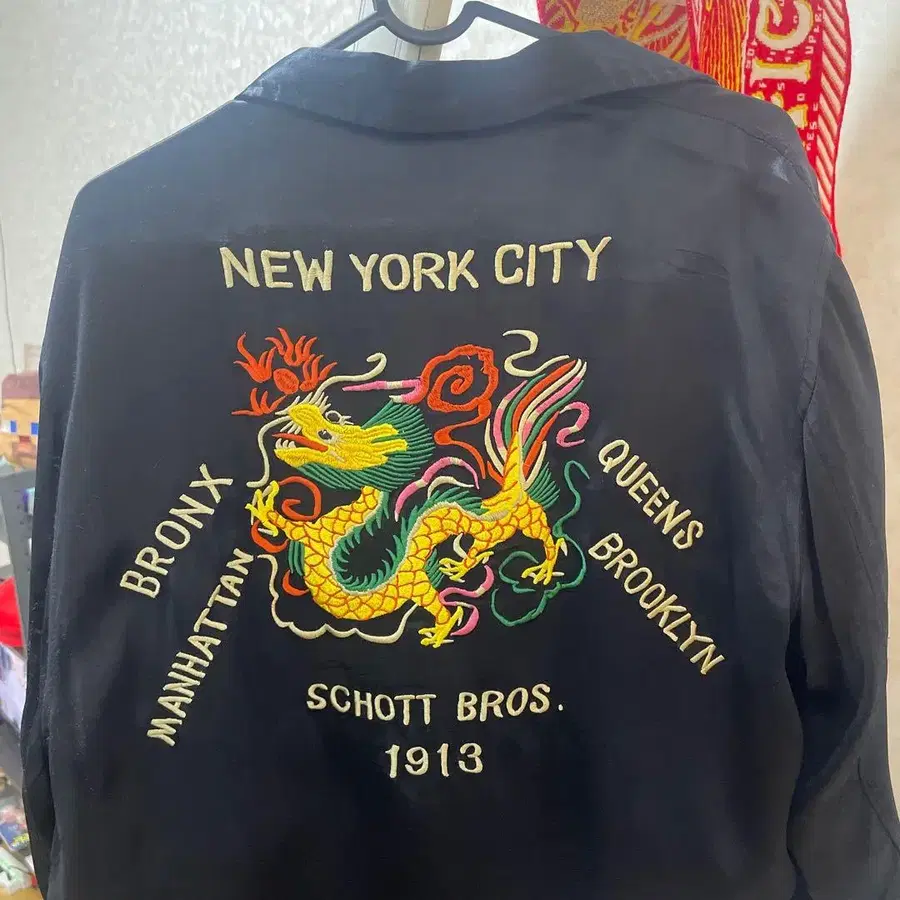 NEW YORK CITY
BRONX
MANHATTAN
QUEENS
BROOKLYN
SCHOTT BROS.
1913